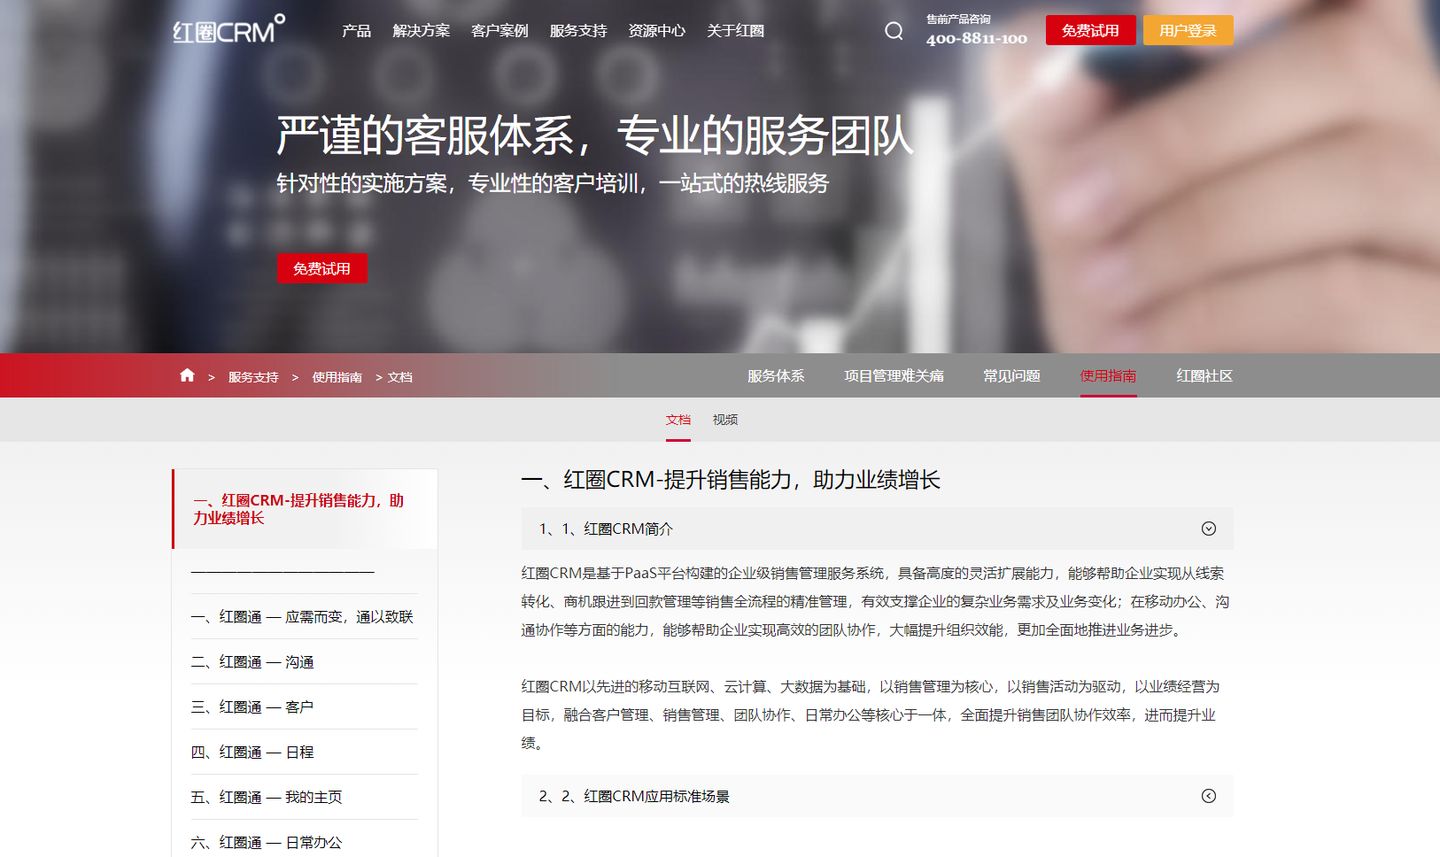 红圈CRM
产品 解决方案 客户案例 服务支持 资源中心 关于红圈
售前产品咨询
400-8811-100
免费试用 用户登录
严谨的客服体系，专业的服务团队
针对性的实施方案，专业性的客户培训，一站式的热线服务
免费试用
> 服务支持 > 使用指南 > 文档
服务体系 项目管理难关痛 常见问题 使用指南 红圈社区
文档 视频
一、红圈CRM-提升销售能力，助
力业绩增长
————————————
一、红圈通 — 应需而变，通以致联
二、红圈通 — 沟通
三、红圈通 — 客户
四、红圈通 — 日程
五、红圈通 — 我的主页
六、红圈通 — 日常办公
一、红圈CRM-提升销售能力，助力业绩增长
1、1、红圈CRM简介
红圈CRM是基于PaaS平台构建的企业级销售管理服务系统，具备高度的灵活扩展能力，能够帮助企业实现从线索
转化、商机跟进到回款管理等销售全流程的精准管理，有效支撑企业的复杂业务需求及业务变化；在移动办公、沟
通协作等方面的能力，能够帮助企业实现高效的团队协作，大幅提升组织效能，更加全面地推进业务进步。
红圈CRM以先进的移动互联网、云计算、大数据为基础，以销售管理为核心，以销售活动为驱动，以业绩经营为
目标，融合客户管理、销售管理、团队协作、日常办公等核心于一体，全面提升销售团队协作效率，进而提升业
绩。
2、2、红圈CRM应用标准场景